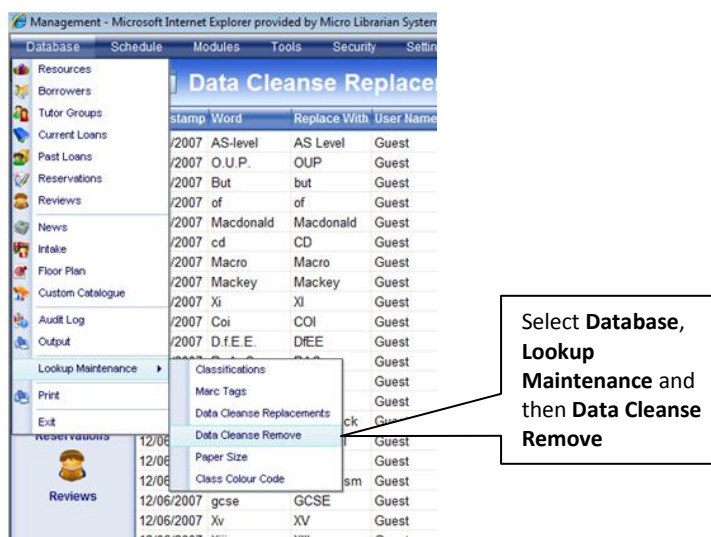 Management - Microsoft Internet Explorer provided by Micro Librarian System
Database Schedule Modules Tools Security Settin
Data Cleanse Replace
Resources
Borrowers
Tutor Groups
Current Loans
Past Loans
Reservations
Reviews
News
Intake
Floor Plan
Custom Catalogue
Audit Log
Output
Lookup Maintenance
Print
Exit
Classifications
Marc Tags
Data Cleanse Replacements
Data Cleanse Remove
Paper Size
Class Colour Code
stamp Word Replace With User Name
/2007 AS-level AS Level Guest
/2007 O.U.P. OUP Guest
/2007 But but Guest
/2007 of of Guest
/2007 Macdonald Macdonald Guest
/2007 cd CD Guest
/2007 Macro Macro Guest
/2007 Mackey Mackey Guest
/2007 Xi XI Guest
/2007 Coi COI Guest
/2007 D.f.E.E. DfEE Guest
Guest
Guest
ck Guest
12/06 Guest
12/06 Guest
12/06 sm Guest
12/06/2007 gcse GCSE Guest
12/06/2007 Xv XV Guest
Reservations
Reviews
Select Database,
Lookup
Maintenance and
then Data Cleanse
Remove